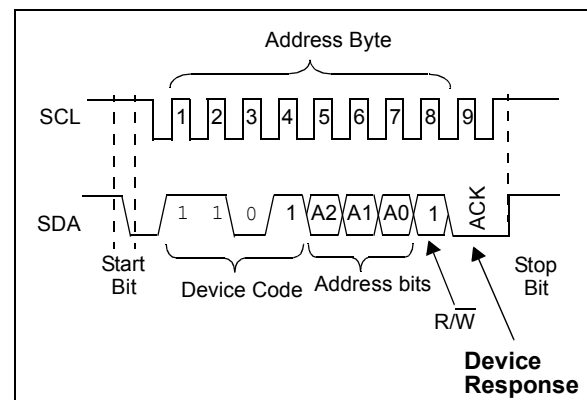 Address Byte
SCL 1 2 3 4 5 6 7 8 9
SDA 1 1 0 1 A2 A1 A0 1 ACK
Start Bit
Device Code
Address bits
R/W̅
Stop Bit
Device
Response